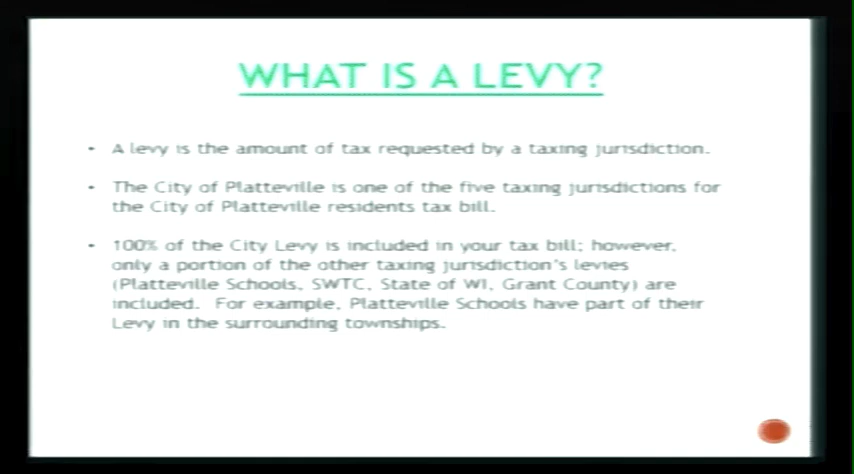 WHAT IS A LEVY?
• A levy is the amount of tax requested by a taxing jurisdiction.
• The City of Platteville is one of the five taxing jurisdictions for
the City of Platteville residents tax bill.
• 100% of the City Levy is included in your tax bill; however,
only a portion of the other taxing jurisdiction's levies
(Platteville Schools, SWTC, State of WI, Grant County) are
included.  For example, Platteville Schools have part of their
Levy in the surrounding townships.